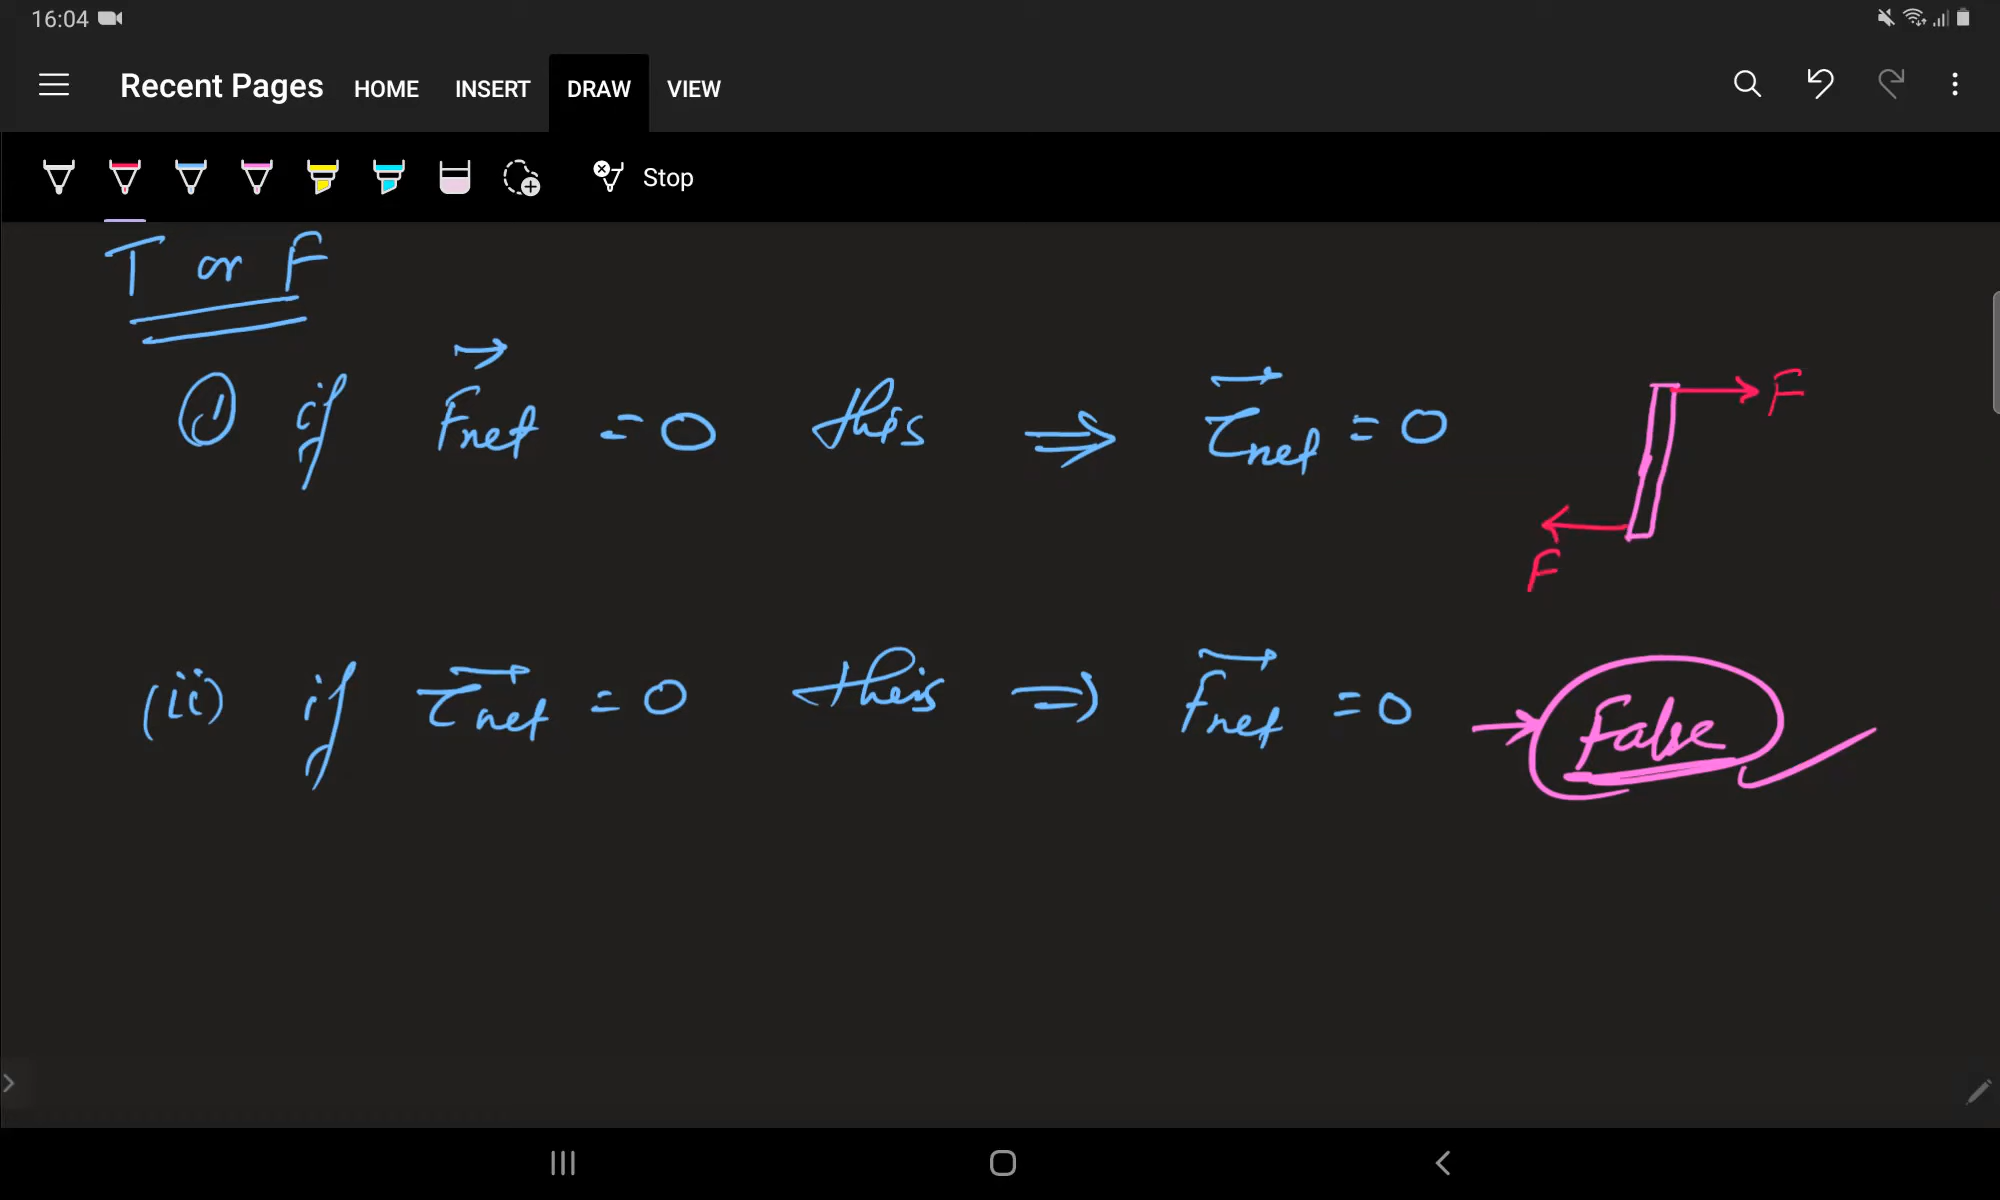 16:04
Recent Pages HOME INSERT DRAW VIEW
Stop
T or F
① if F⃗net = 0 this ⇒ τ⃗net = 0
F
F
(ii) if τ⃗net = 0 this ⇒ F⃗net = 0 → False